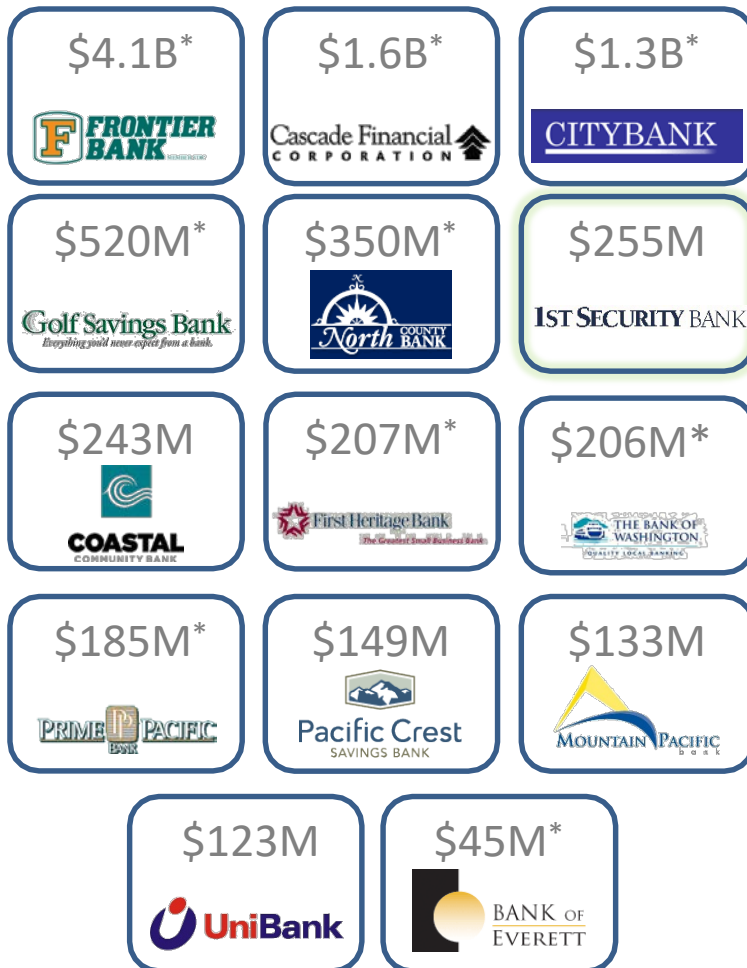 $4.1B*
FRONTIER
BANK
$1.6B*
Cascade Financial
CORPORATION
$1.3B*
CITYBANK
$520M*
Golf Savings Bank
Everything you'd never expect from a bank.
$350M*
N
North COUNTY BANK
$255M
1ST SECURITY BANK
$243M
COASTAL
COMMUNITY BANK
$207M*
First Heritage Bank
The Greatest Small Business Bank
$206M*
THE BANK OF
WASHINGTON
QUALITY LOCAL BANKING
$185M*
PRIME PP PACIFIC
BANK
$149M
Pacific Crest
SAVINGS BANK
$133M
MOUNTAIN PACIFIC
bank
$123M
UniBank
$45M*
BANK OF
EVERETT